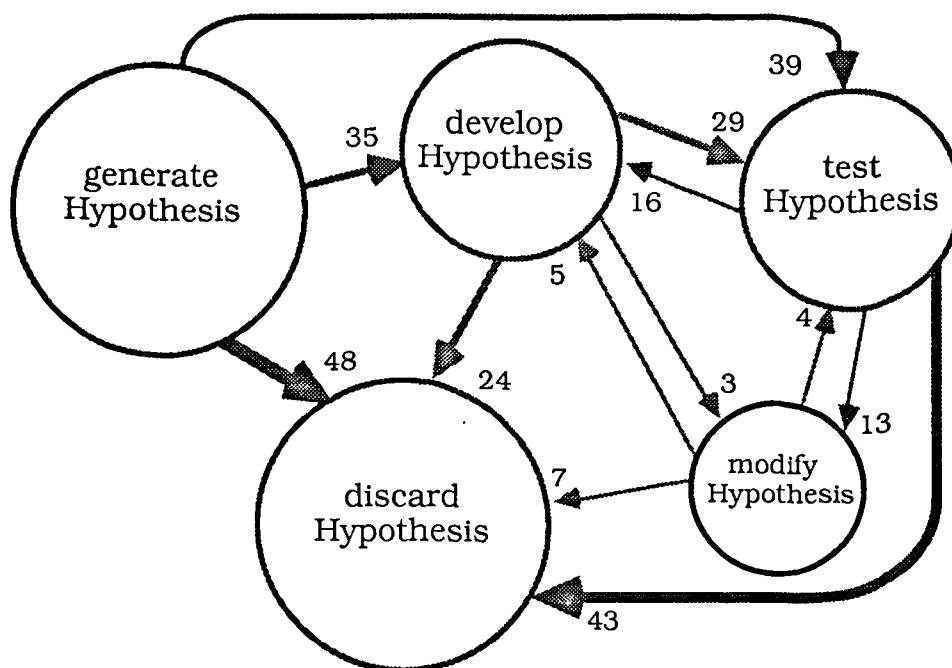 39
generate
Hypothesis
35
develop
Hypothesis
29
16
test
Hypothesis
5
4
48
24
3
13
discard
Hypothesis
7
modify
Hypothesis
43